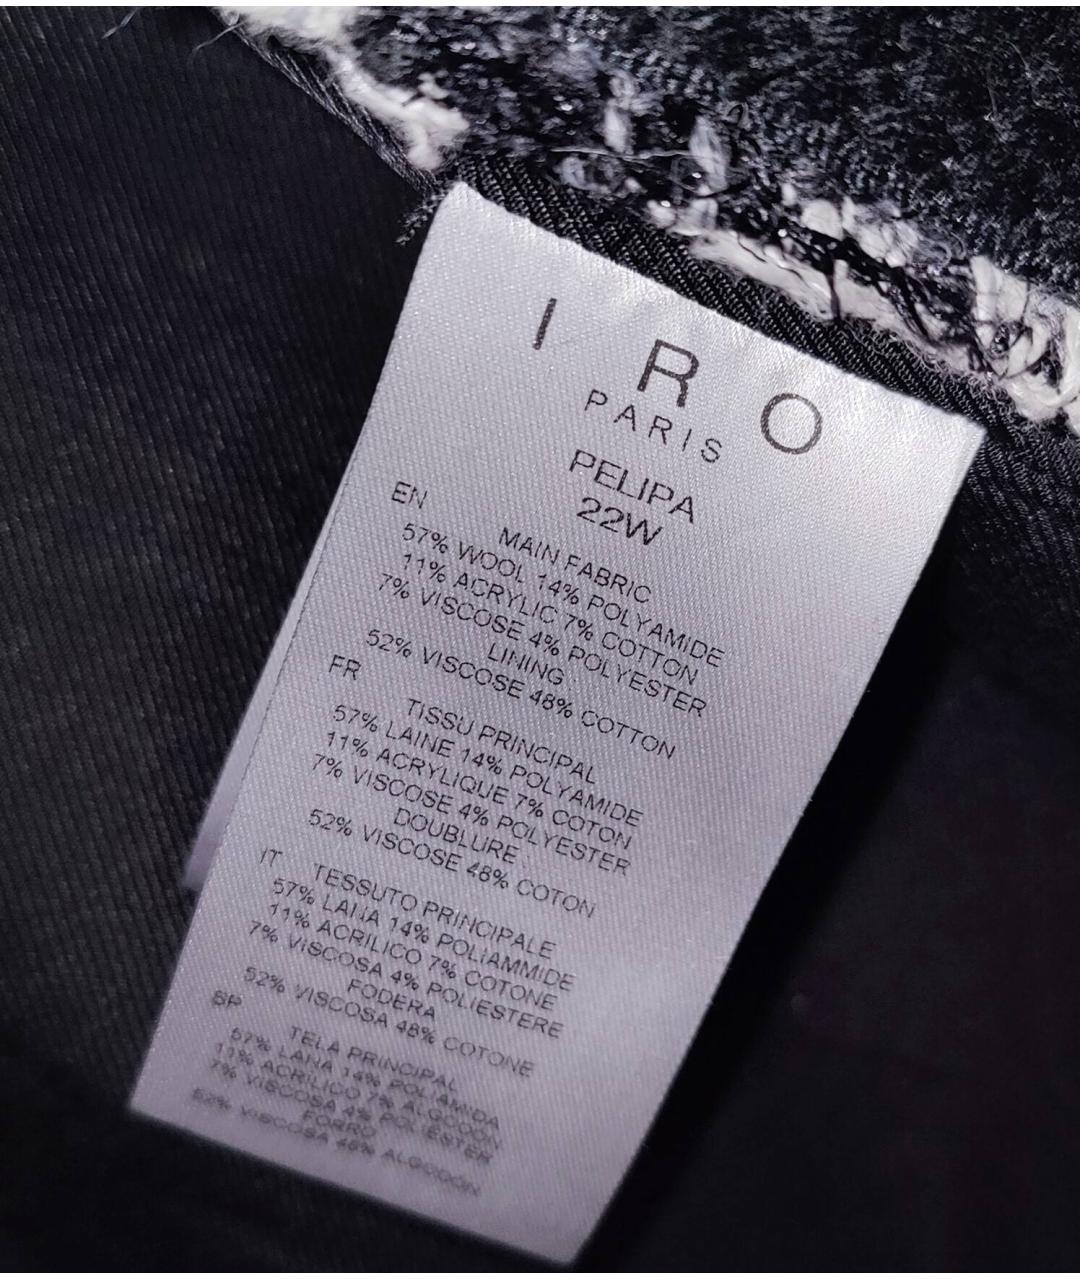 I R O
PARIS
PELIPA
22W
EN
MAIN FABRIC
57% WOOL 14% POLYAMIDE
11% ACRYLIC 7% COTTON
7% VISCOSE 4% POLYESTER
LINING
52% VISCOSE 48% COTTON
FR
TISSU PRINCIPAL
57% LAINE 14% POLYAMIDE
11% ACRYLIQUE 7% COTON
7% VISCOSE 4% POLYESTER
DOUBLURE
52% VISCOSE 48% COTON
IT
TESSUTO PRINCIPALE
57% LANA 14% POLIAMMIDE
11% ACRILICO 7% COTONE
7% VISCOSA 4% POLIESTERE
FODERA
52% VISCOSA 48% COTONE
SP
TELA PRINCIPAL
57% LANA 14% POLIAMIDA
11% ACRILICO 7% ALGODON
7% VISCOSA 4% POLIESTER
FORRO
52% VISCOSA 48% ALGODON